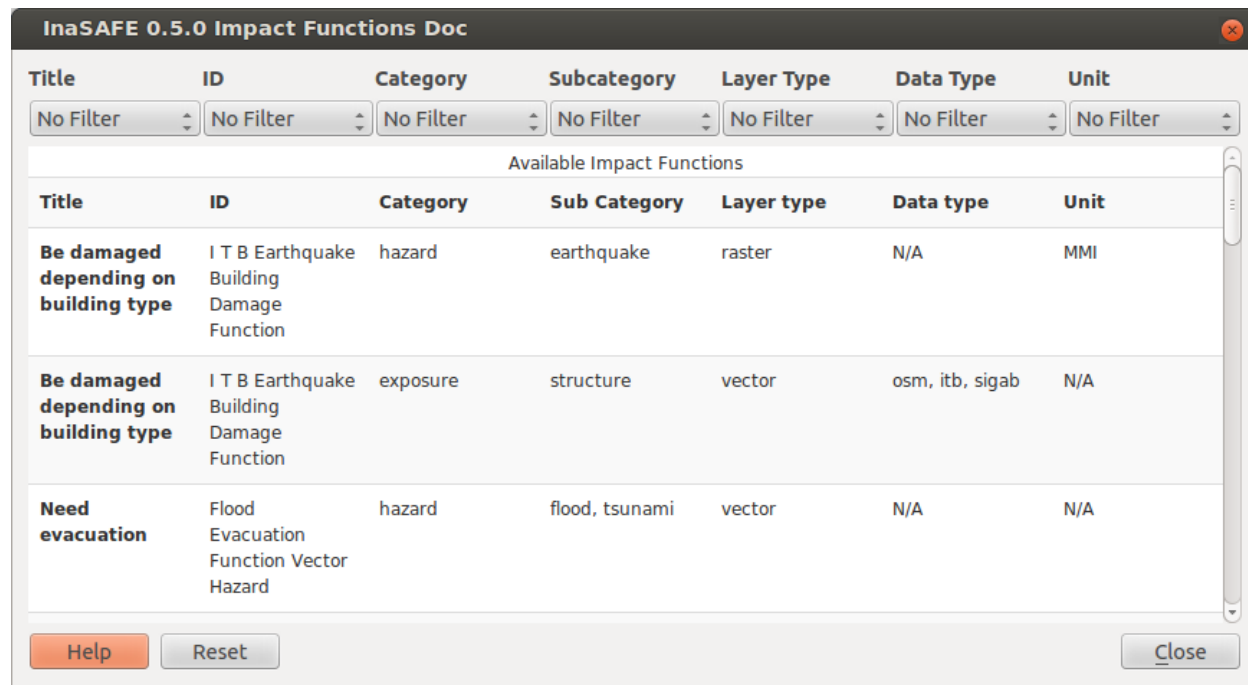 InaSAFE 0.5.0 Impact Functions Doc
Title ID Category Subcategory Layer Type Data Type Unit
No Filter No Filter No Filter No Filter No Filter No Filter No Filter
Available Impact Functions
Title ID Category Sub Category Layer type Data type Unit
Be damaged I T B Earthquake hazard earthquake raster N/A MMI
depending on Building
building type Damage
Function
Be damaged I T B Earthquake exposure structure vector osm, itb, sigab N/A
depending on Building
building type Damage
Function
Need Flood hazard flood, tsunami vector N/A N/A
evacuation Evacuation
Function Vector
Hazard
Help Reset Close